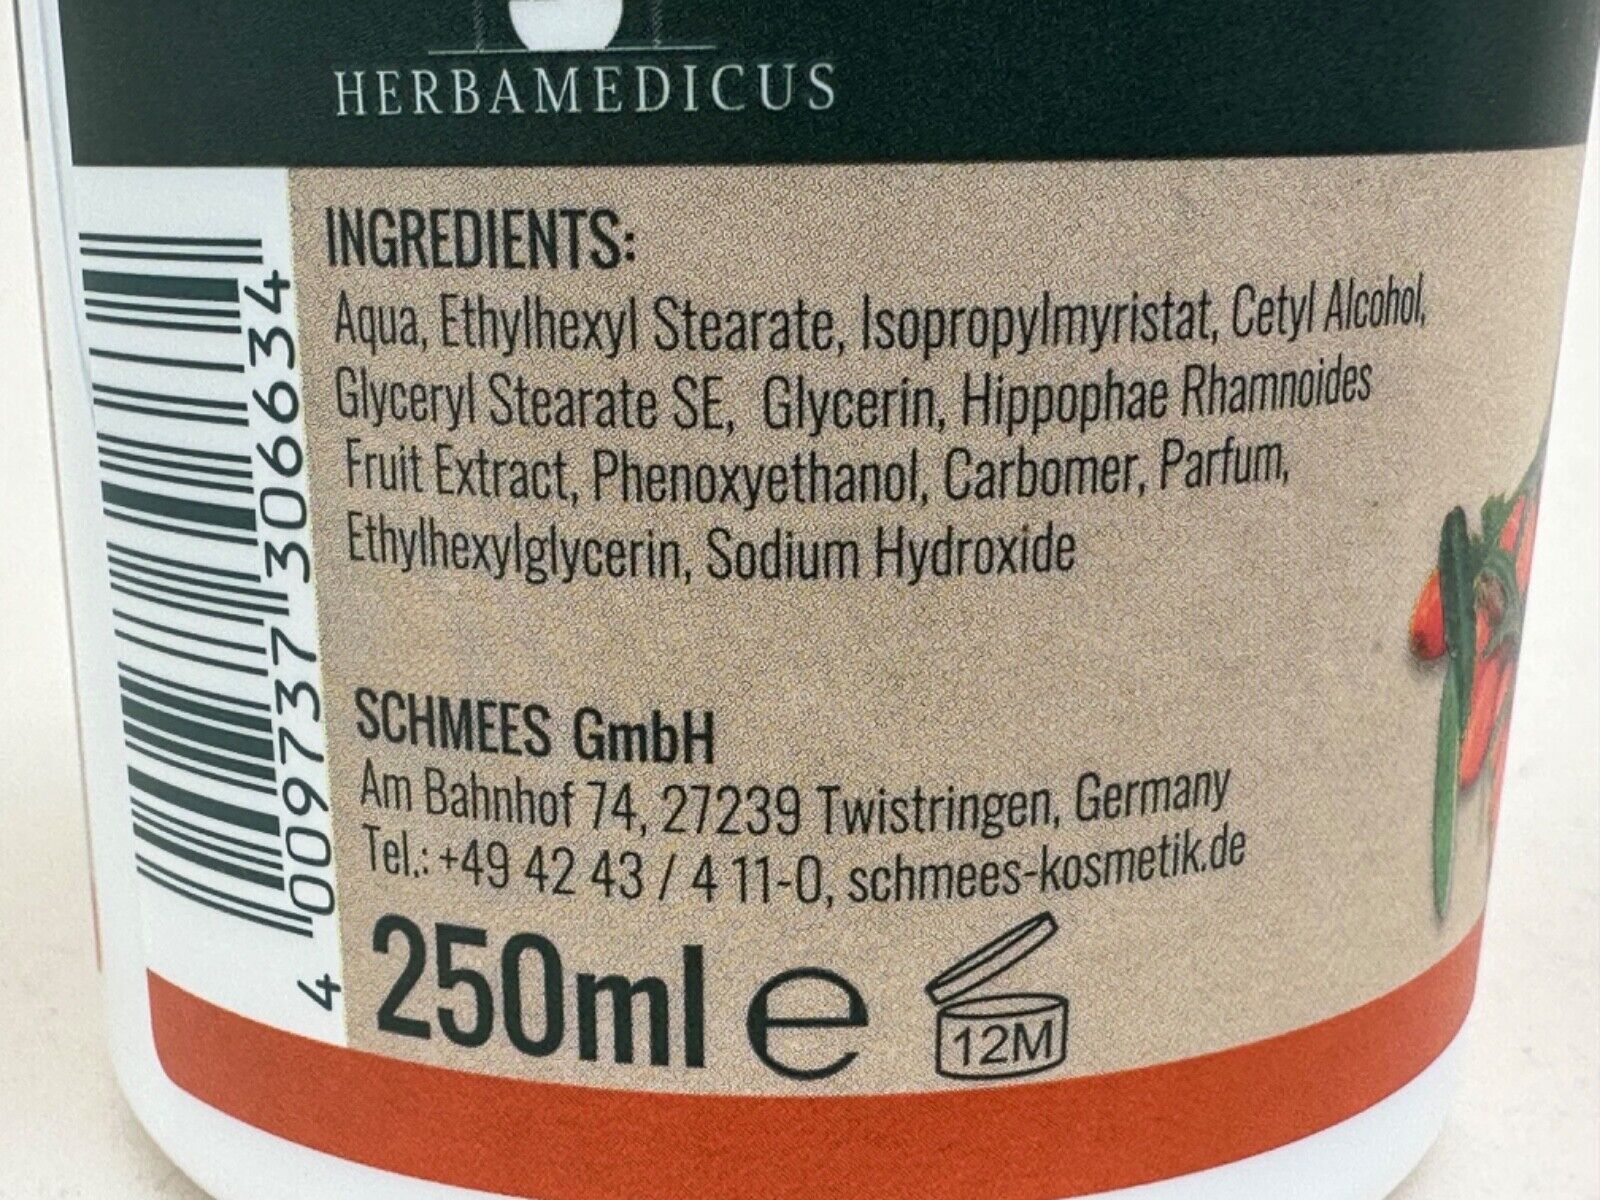 HERBAMEDICUS
INGREDIENTS:
Aqua, Ethylhexyl Stearate, Isopropylmyristat, Cetyl Alcohol,
Glyceryl Stearate SE, Glycerin, Hippophae Rhamnoides
Fruit Extract, Phenoxyethanol, Carbomer, Parfum,
Ethylhexylglycerin, Sodium Hydroxide
SCHMEES GmbH
Am Bahnhof 74, 27239 Twistringen, Germany
Tel.: +49 42 43 / 4 11-0, schmees-kosmetik.de
250ml e
12M
4 009737 306634